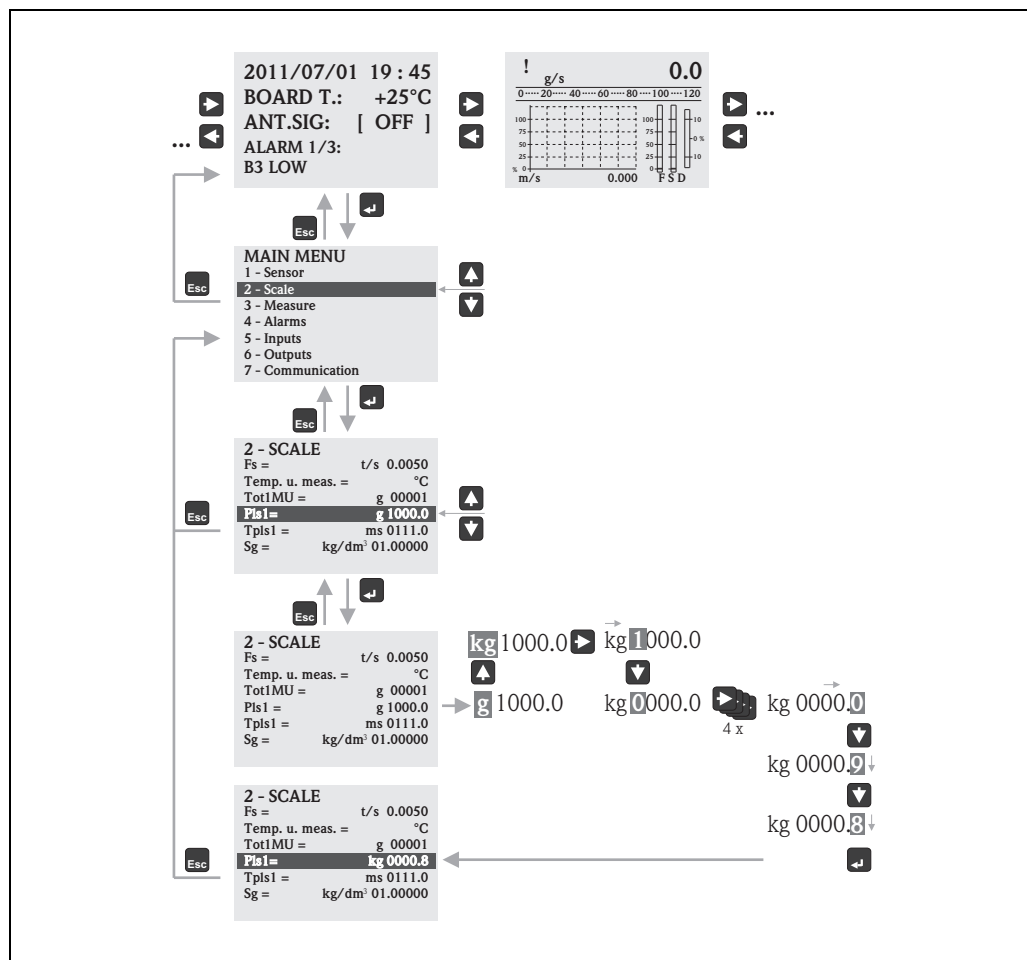 2011/07/01 19 : 45
BOARD T.: +25°C
ANT.SIG: [ OFF ]
ALARM 1/3:
B3 LOW
...
! g/s 0.0
0 20 40 60 80 100 120
100 100 10
75 75
50 50 0 %
25 25 10
% 0 0
m/s 0.000 F S D
...
Esc
MAIN MENU
1 - Sensor
2 - Scale
3 - Measure
4 - Alarms
5 - Inputs
6 - Outputs
7 - Communication
Esc
Esc
2 - SCALE
Fs = t/s 0.0050
Temp. u. meas. = °C
Tot1MU = g 00001
Pls1= g 1000.0
Tpls1 = ms 0111.0
Sg = kg/dm³ 01.00000
Esc
Esc
2 - SCALE
Fs = t/s 0.0050
Temp. u. meas. = °C
Tot1MU = g 00001
Pls1 = g 1000.0
Tpls1 = ms 0111.0
Sg = kg/dm³ 01.00000
kg 1000.0
kg 1000.0
g 1000.0
kg 0000.0
4 x
kg 0000.0
kg 0000.9
kg 0000.8
2 - SCALE
Fs = t/s 0.0050
Temp. u. meas. = °C
Tot1MU = g 00001
Pls1= kg 0000.8
Tpls1 = ms 0111.0
Sg = kg/dm³ 01.00000
Esc